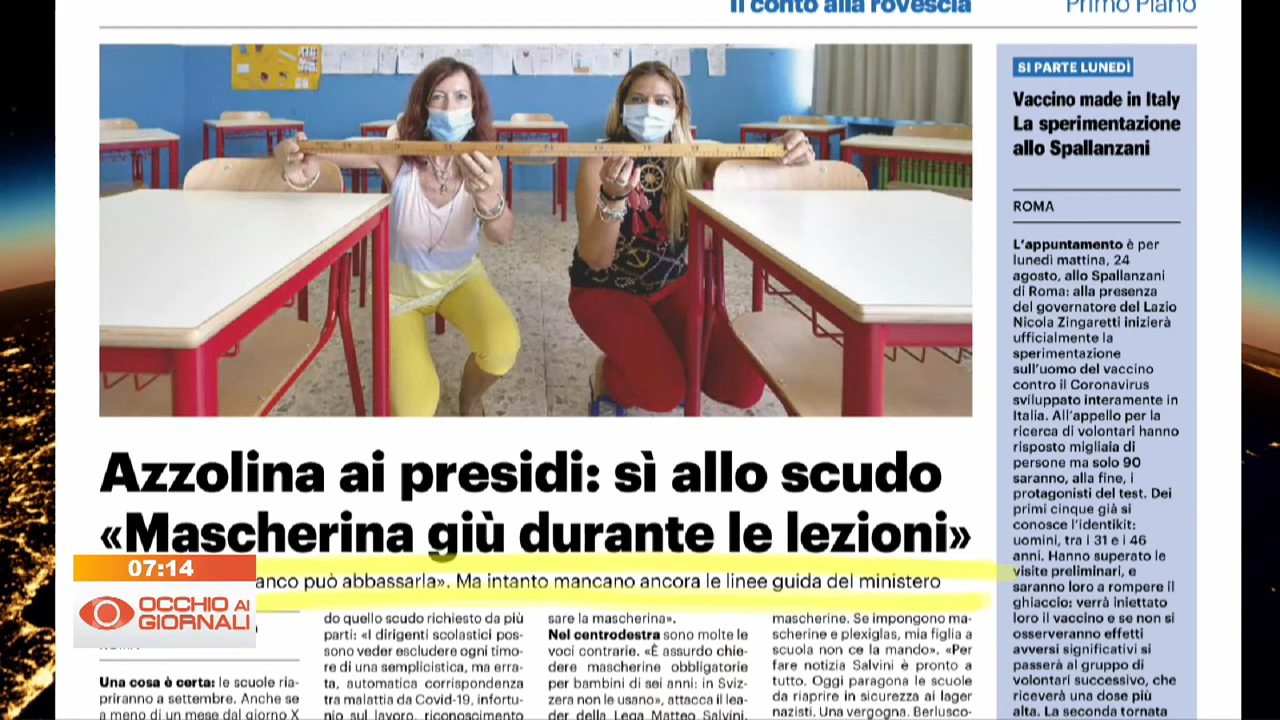 Il conto alla rovescia
Primo Piano
SI PARTE LUNEDÌ
Vaccino made in Italy
La sperimentazione
allo Spallanzani
ROMA
L'appuntamento è per
lunedì mattina, 24
agosto, allo Spallanzani
di Roma: alla presenza
del governatore del Lazio
Nicola Zingaretti inizierà
ufficialmente la
sperimentazione
sull'uomo del vaccino
contro il Coronavirus
sviluppato interamente in
Italia. All'appello per la
ricerca di volontari hanno
risposto migliaia di
persone ma solo 90
saranno, alla fine, i
protagonisti del test. Dei
primi cinque già si
conosce l'identikit:
uomini, tra i 31 e i 46
anni. Hanno superato le
visite preliminari, e
saranno loro a rompere il
ghiaccio: verrà iniettato
loro il vaccino e se non si
osserveranno effetti
avversi significativi si
passerà al gruppo di
volontari successivo, che
riceverà una dose più
alta. La seconda tornata
Azzolina ai presidi: sì allo scudo
«Mascherina giù durante le lezioni»
anco può abbassarla». Ma intanto mancano ancora le linee guida del ministero
07:14
OCCHIO AI
GIORNALI
Una cosa è certa: le scuole ria-
priranno a settembre. Anche se
a meno di un mese dal giorno X
do quello scudo richiesto da più
parti: «I dirigenti scolastici pos-
sono veder escludere ogni timo-
re di una semplicistica, ma erra-
ta, automatica corrispondenza
tra malattia da Covid-19, infortu-
nio sul lavoro, riconoscimento
sare la mascherina».
Nel centrodestra sono molte le
voci contrarie. «È assurdo chie-
dere mascherine obbligatorie
per bambini di sei anni: in Sviz-
zera non le usano», attacca il lea-
der della Lega Matteo Salvini.
mascherine. Se impongono ma-
scherine e plexiglas, mia figlia a
scuola non ce la mando». «Per
fare notizia Salvini è pronto a
tutto. Oggi paragona le scuole
da riaprire in sicurezza ai lager
nazisti. Una vergogna. Berlusco-